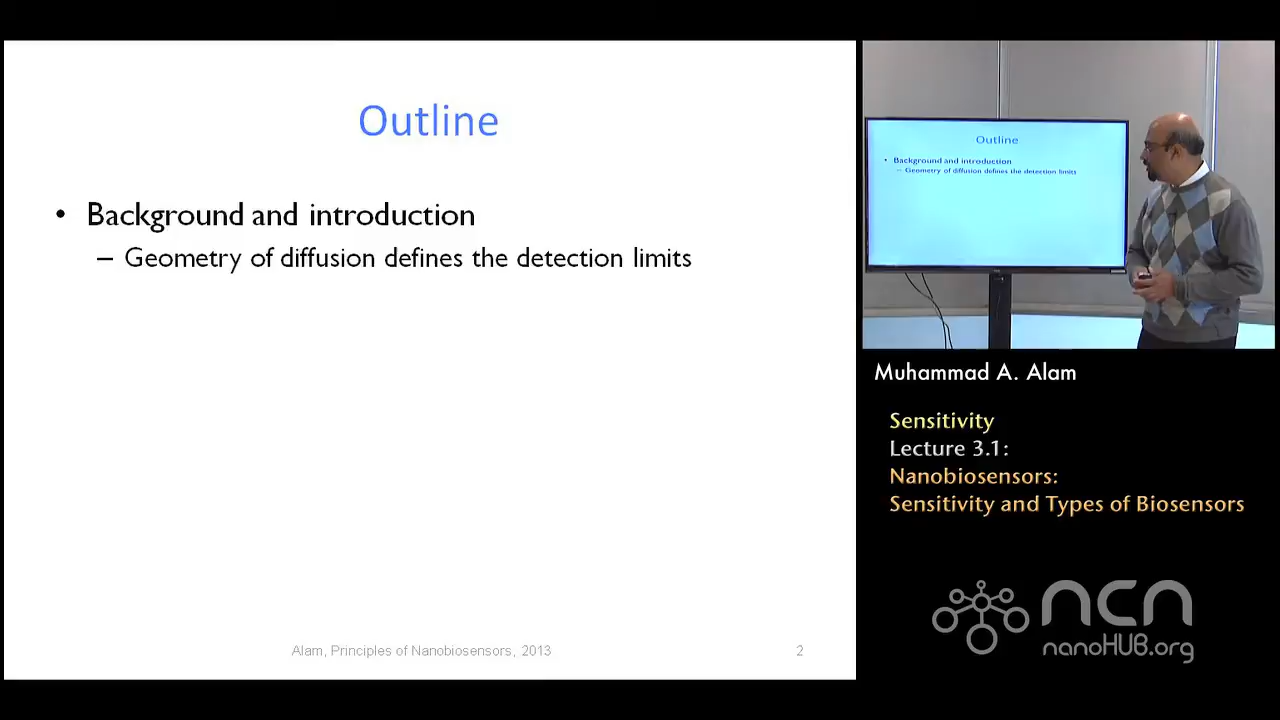 Outline
• Background and introduction
– Geometry of diffusion defines the detection limits
Alam, Principles of Nanobiosensors, 2013
2
Outline
• Background and introduction
– Geometry of diffusion defines the detection limits
Muhammad A. Alam
Sensitivity
Lecture 3.1:
Nanobiosensors:
Sensitivity and Types of Biosensors
ncn
nanoHUB.org